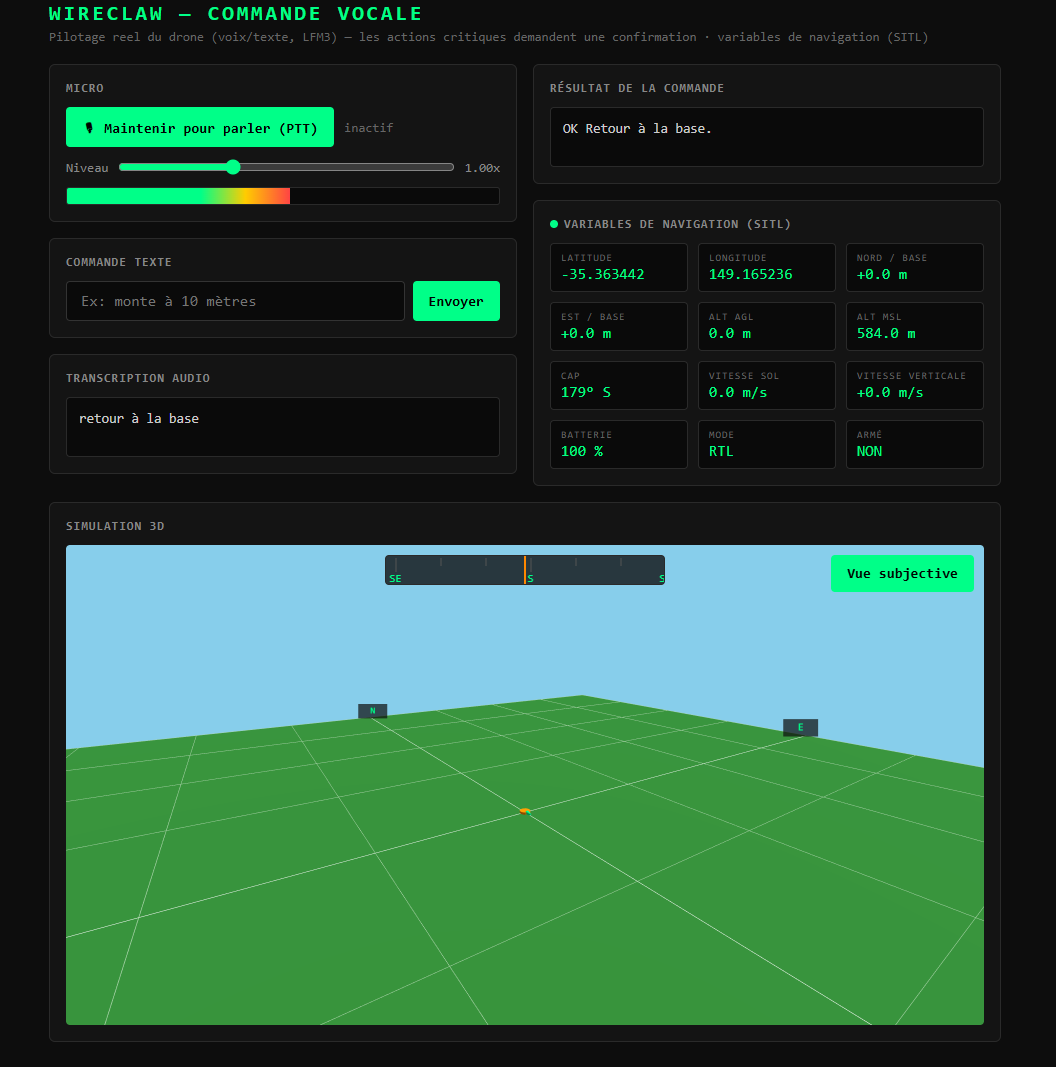 WIRECLAW — COMMANDE VOCALE
Pilotage reel du drone (voix/texte, LFM3) — les actions critiques demandent une confirmation · variables de navigation (SITL)
MICRO
Maintenir pour parler (PTT)
inactif
Niveau
1.00x
COMMANDE TEXTE
Ex: monte à 10 mètres
Envoyer
TRANSCRIPTION AUDIO
retour à la base
RÉSULTAT DE LA COMMANDE
OK Retour à la base.
VARIABLES DE NAVIGATION (SITL)
LATITUDE
-35.363442
LONGITUDE
149.165236
NORD / BASE
+0.0 m
EST / BASE
+0.0 m
ALT AGL
0.0 m
ALT MSL
584.0 m
CAP
179° S
VITESSE SOL
0.0 m/s
VITESSE VERTICALE
+0.0 m/s
BATTERIE
100 %
MODE
RTL
ARMÉ
NON
SIMULATION 3D
SE
S
S
Vue subjective
N
E